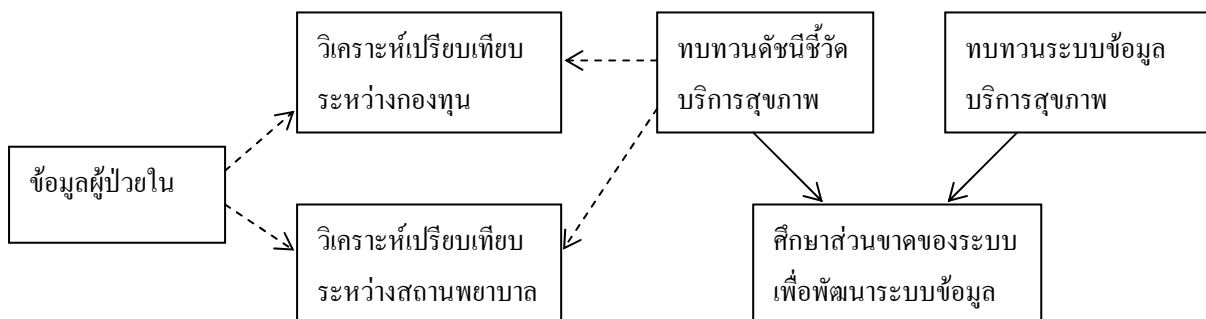 วิเคราะห์เปรียบเทียบ
ระหว่างกองทุน
ทบทวนดัชนีชี้วัด
บริการสุขภาพ
ทบทวนระบบข้อมูล
บริการสุขภาพ
ข้อมูลผู้ป่วยใน
วิเคราะห์เปรียบเทียบ
ระหว่างสถานพยาบาล
ศึกษาส่วนขาดของระบบ
เพื่อพัฒนาระบบข้อมูล